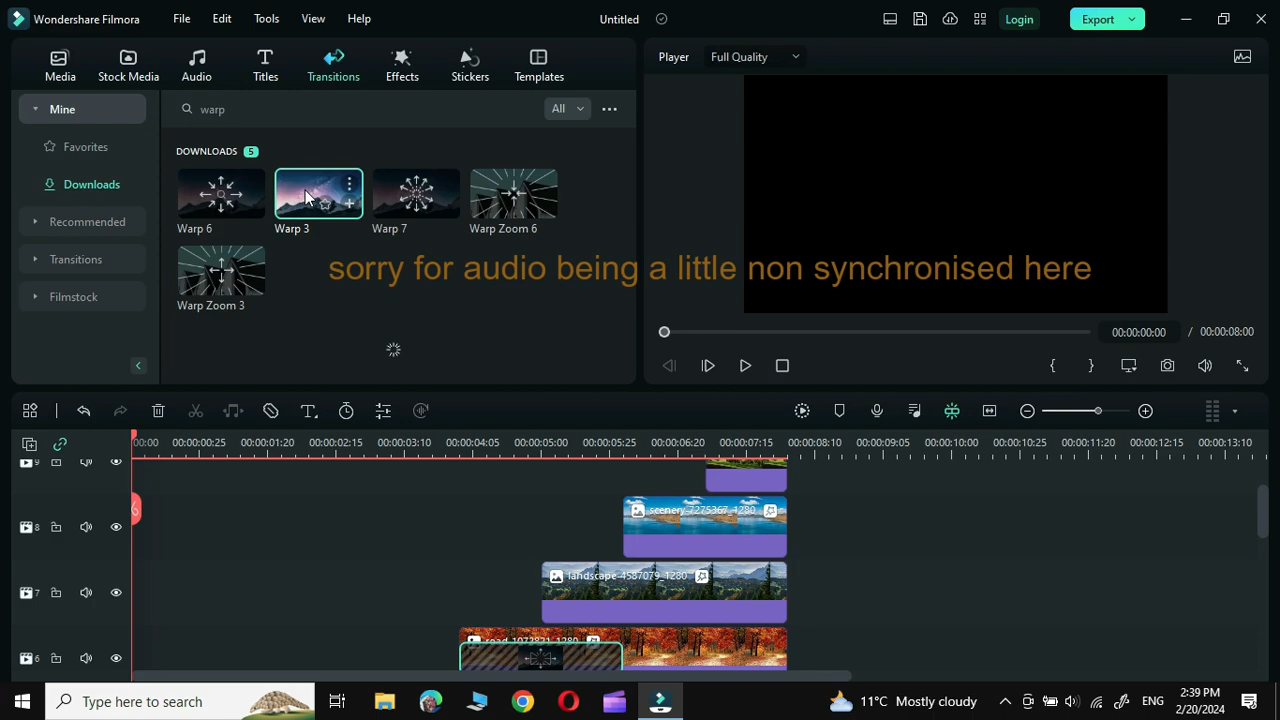 Wondershare Filmora
File
Edit
Tools
View
Help
Untitled
Login
Export
Media
Stock Media
Audio
Titles
Transitions
Effects
Stickers
Templates
Player
Full Quality
Mine
Favorites
Downloads
Recommended
Transitions
Filmstock
warp
All
DOWNLOADS 5
Warp 6
Warp 3
Warp 7
Warp Zoom 6
Warp Zoom 3
sorry for audio being a little non synchronised here
00:00:00:00 / 00:00:08:00
00:00 00:00:00:25 00:00:01:20 00:00:02:15 00:00:03:10 00:00:04:05 00:00:05:00 00:00:05:25 00:00:06:20 00:00:07:15 00:00:08:10 00:00:09:05 00:00:10:00 00:00:10:25 00:00:11:20 00:00:12:15 00:00:13:10
9
8
scenery-7275367_1280
7
landscape-4587079_1280
6
road-1072821_1280
Type here to search
11°C Mostly cloudy
ENG
2:39 PM
2/20/2024